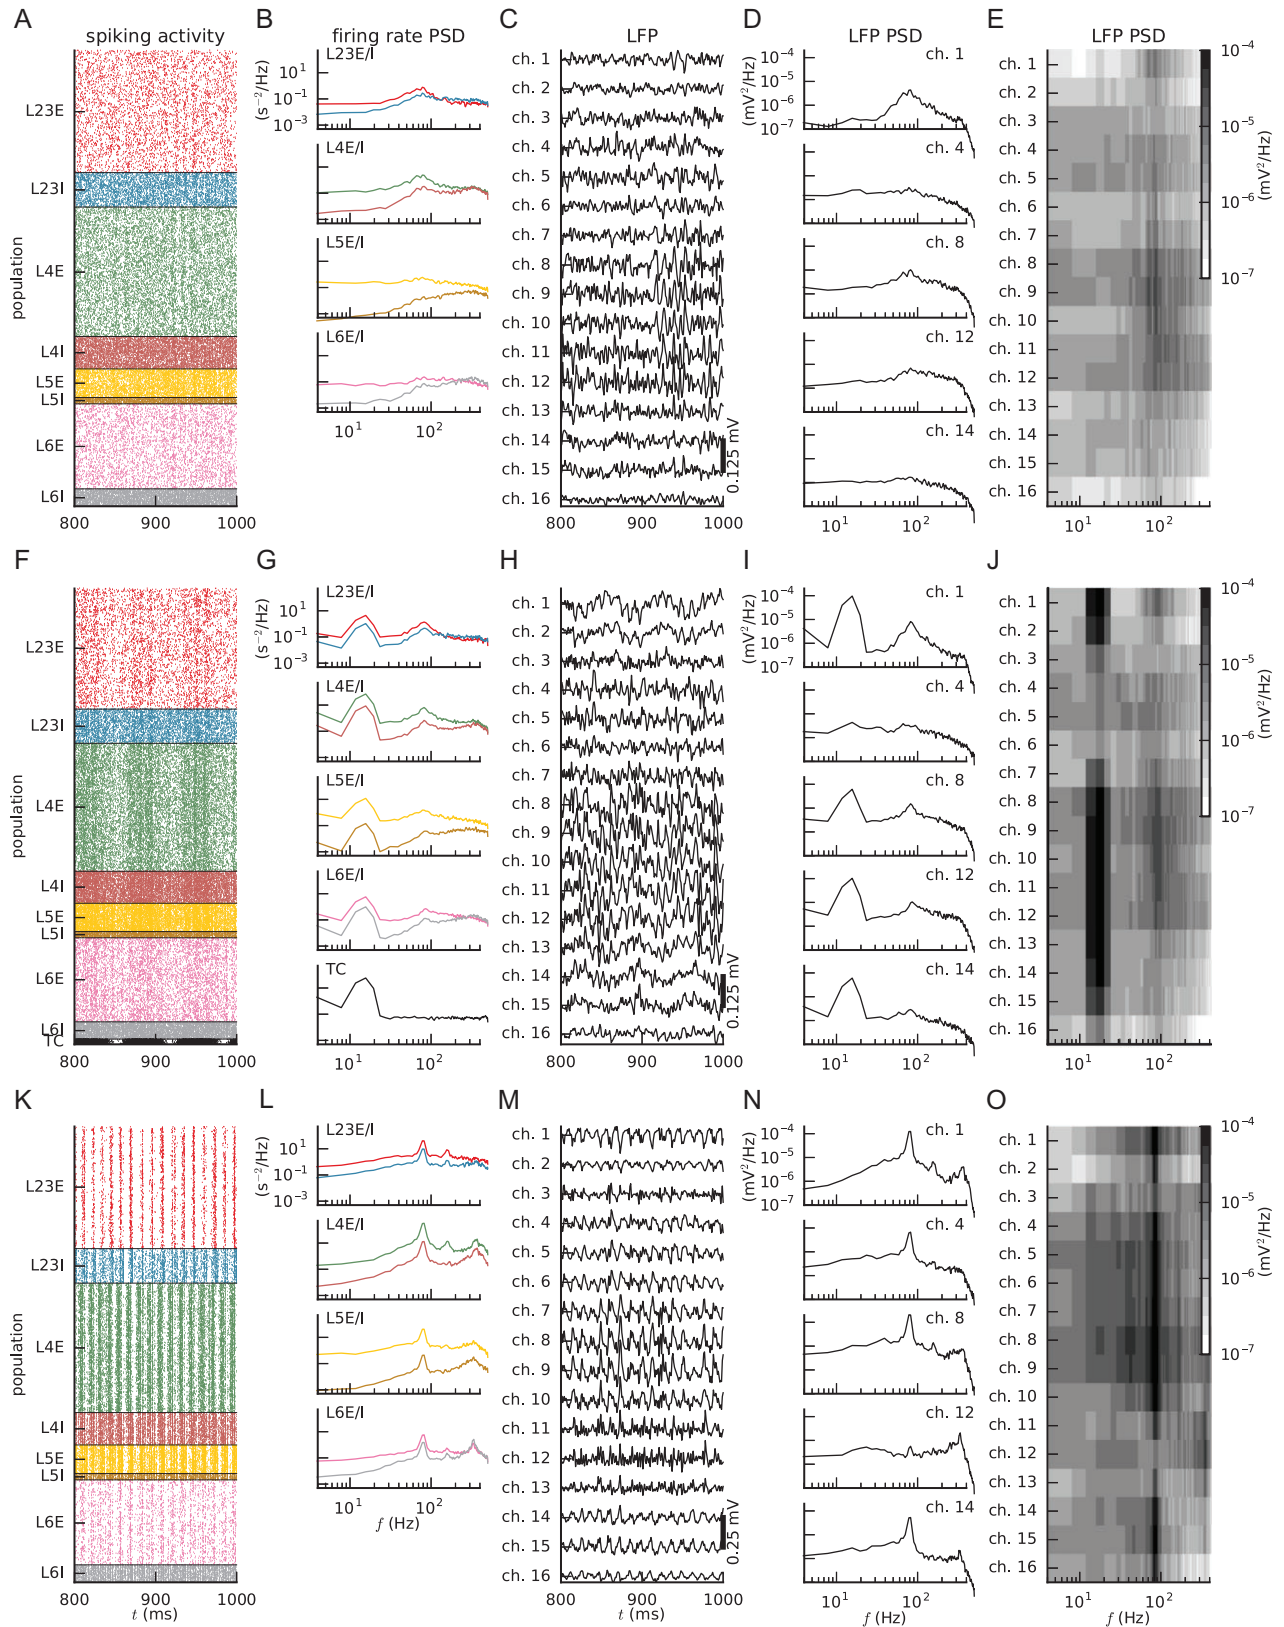 A B C D E
spiking activity firing rate PSD LFP LFP PSD LFP PSD
population
L23E
L23I
L4E
L4I
L5E
L5I
L6E
L6I
800 900 1000
L23E/I
(s⁻²/Hz)
10¹
10⁻¹
10⁻³
L4E/I
L5E/I
L6E/I
10¹ 10²
ch. 1
ch. 2
ch. 3
ch. 4
ch. 5
ch. 6
ch. 7
ch. 8
ch. 9
ch. 10
ch. 11
ch. 12
ch. 13
ch. 14
ch. 15
ch. 16
0.125 mV
800 900 1000
(mV²/Hz)
10⁻⁴
10⁻⁵
10⁻⁶
10⁻⁷
ch. 1
ch. 4
ch. 8
ch. 12
ch. 14
10¹ 10²
ch. 1
ch. 2
ch. 3
ch. 4
ch. 5
ch. 6
ch. 7
ch. 8
ch. 9
ch. 10
ch. 11
ch. 12
ch. 13
ch. 14
ch. 15
ch. 16
10¹ 10²
10⁻⁴
10⁻⁵
10⁻⁶
10⁻⁷
(mV²/Hz)
F G H I J
population
L23E
L23I
L4E
L4I
L5E
L5I
L6E
L6I
TC
800 900 1000
L23E/I
(s⁻²/Hz)
10¹
10⁻¹
10⁻³
L4E/I
L5E/I
L6E/I
TC
10¹ 10²
ch. 1
ch. 2
ch. 3
ch. 4
ch. 5
ch. 6
ch. 7
ch. 8
ch. 9
ch. 10
ch. 11
ch. 12
ch. 13
ch. 14
ch. 15
ch. 16
0.125 mV
800 900 1000
(mV²/Hz)
10⁻⁴
10⁻⁵
10⁻⁶
10⁻⁷
ch. 1
ch. 4
ch. 8
ch. 12
ch. 14
10¹ 10²
ch. 1
ch. 2
ch. 3
ch. 4
ch. 5
ch. 6
ch. 7
ch. 8
ch. 9
ch. 10
ch. 11
ch. 12
ch. 13
ch. 14
ch. 15
ch. 16
10¹ 10²
10⁻⁴
10⁻⁵
10⁻⁶
10⁻⁷
(mV²/Hz)
K L M N O
population
L23E
L23I
L4E
L4I
L5E
L5I
L6E
L6I
800 900 1000
t (ms)
L23E/I
(s⁻²/Hz)
10¹
10⁻¹
10⁻³
L4E/I
L5E/I
L6E/I
10¹ 10²
f (Hz)
ch. 1
ch. 2
ch. 3
ch. 4
ch. 5
ch. 6
ch. 7
ch. 8
ch. 9
ch. 10
ch. 11
ch. 12
ch. 13
ch. 14
ch. 15
ch. 16
0.25 mV
800 900 1000
t (ms)
(mV²/Hz)
10⁻⁴
10⁻⁵
10⁻⁶
10⁻⁷
ch. 1
ch. 4
ch. 8
ch. 12
ch. 14
10¹ 10²
f (Hz)
ch. 1
ch. 2
ch. 3
ch. 4
ch. 5
ch. 6
ch. 7
ch. 8
ch. 9
ch. 10
ch. 11
ch. 12
ch. 13
ch. 14
ch. 15
ch. 16
10¹ 10²
f (Hz)
10⁻⁴
10⁻⁵
10⁻⁶
10⁻⁷
(mV²/Hz)